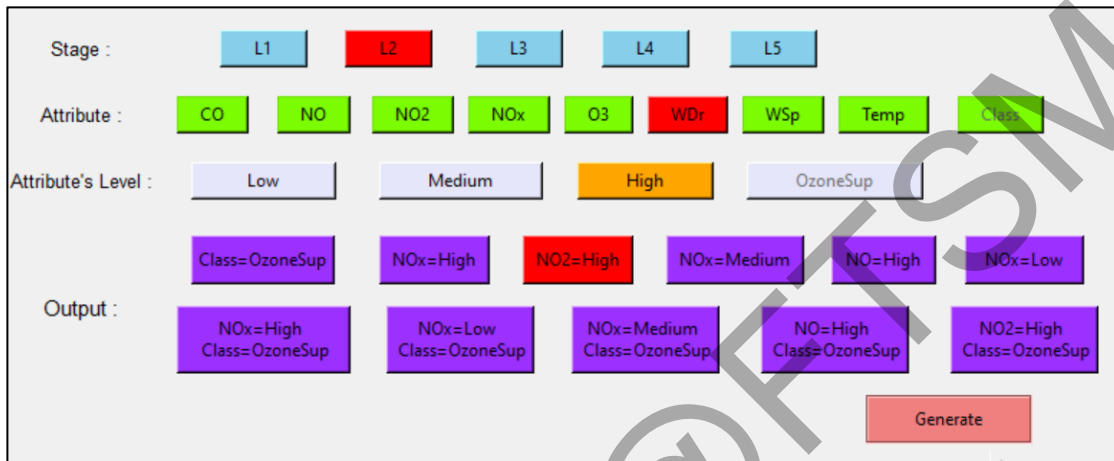 Stage : L1 L2 L3 L4 L5
Attribute : CO NO NO2 NOx O3 WDr WSp Temp Class
Attribute's Level : Low Medium High OzoneSup
Class=OzoneSup NOx=High NO2=High NOx=Medium NO=High NOx=Low
Output :
NOx=High NOx=Low NOx=Medium NO=High NO2=High
Class=OzoneSup Class=OzoneSup Class=OzoneSup Class=OzoneSup Class=OzoneSup
Generate
@FTSM